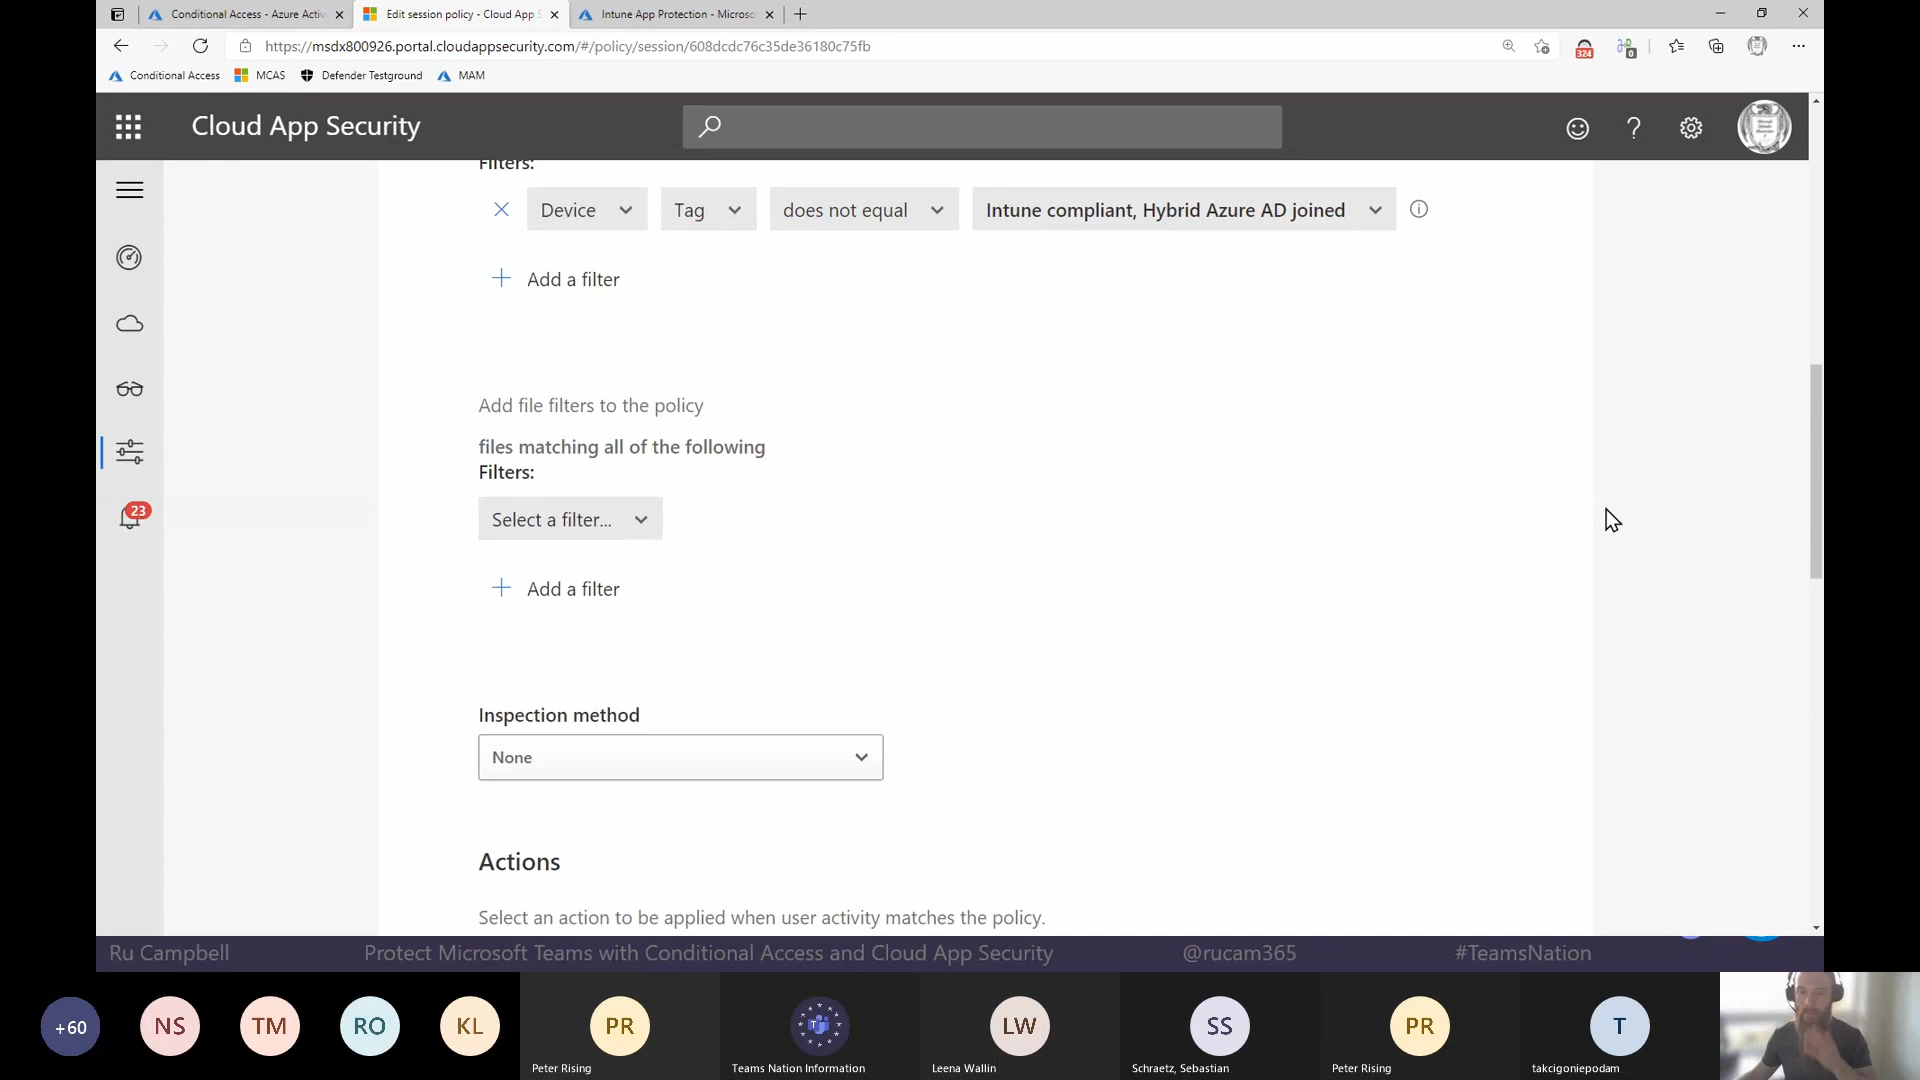 Conditional Access - Azure Activ
Edit session policy - Cloud App S
Intune App Protection - Microso
https://msdx800926.portal.cloudappsecurity.com/#/policy/session/608dcdc76c35de36180c75fb
324
0
Conditional Access
MCAS
Defender Testground
MAM
Cloud App Security
?
Filters:
Device
Tag
does not equal
Intune compliant, Hybrid Azure AD joined
Add a filter
Add file filters to the policy
files matching all of the following
Filters:
Select a filter...
Add a filter
23
Inspection method
None
Actions
Select an action to be applied when user activity matches the policy.
Ru Campbell
Protect Microsoft Teams with Conditional Access and Cloud App Security
@rucam365
#TeamsNation
+60
NS
TM
RO
KL
PR
LW
SS
PR
T
Peter Rising
Teams Nation Information
Leena Wallin
Schraetz, Sebastian
Peter Rising
takcigoniepodam